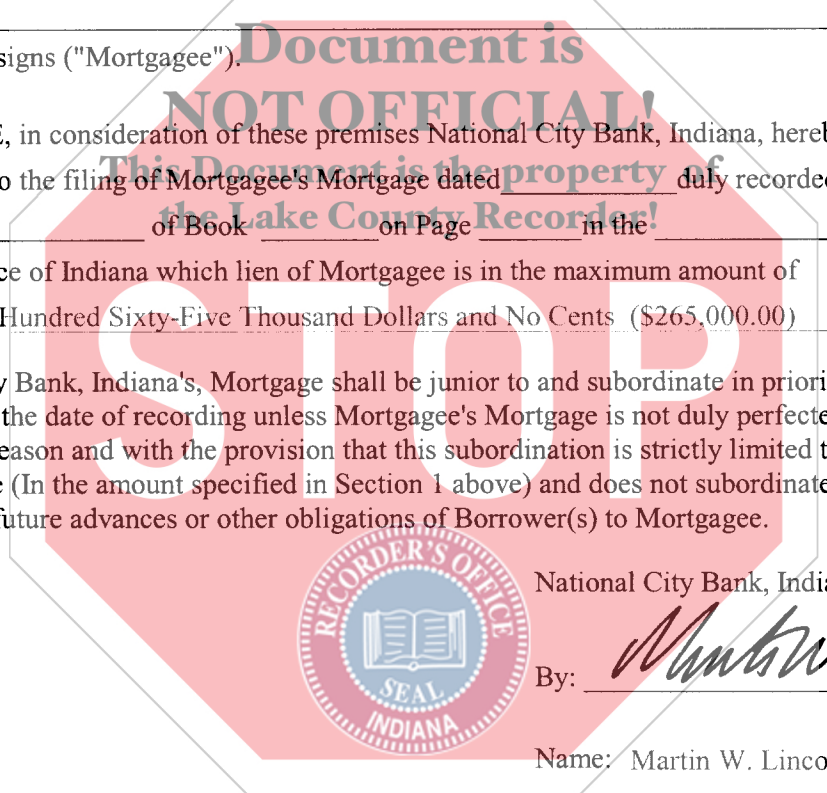 signs ("Mortgagee").
Document is
NOT OFFICIAL!
E, in consideration of these premises National City Bank, Indiana, hereb
This Document is the property of
o the filing of Mortgagee's Mortgage dated__________ duly recorded
the Lake County Recorder!
__________ of Book ________ on Page _______ in the __________
ce of Indiana which lien of Mortgagee is in the maximum amount of
Hundred Sixty-Five Thousand Dollars and No Cents ($265,000.00)
STOP
y Bank, Indiana's, Mortgage shall be junior to and subordinate in priori
the date of recording unless Mortgagee's Mortgage is not duly perfecte
eason and with the provision that this subordination is strictly limited t
e (In the amount specified in Section 1 above) and does not subordinate
future advances or other obligations of Borrower(s) to Mortgagee.
RECORDER'S OFFICE
SEAL
INDIANA
National City Bank, India
By:
Name: Martin W. Linco